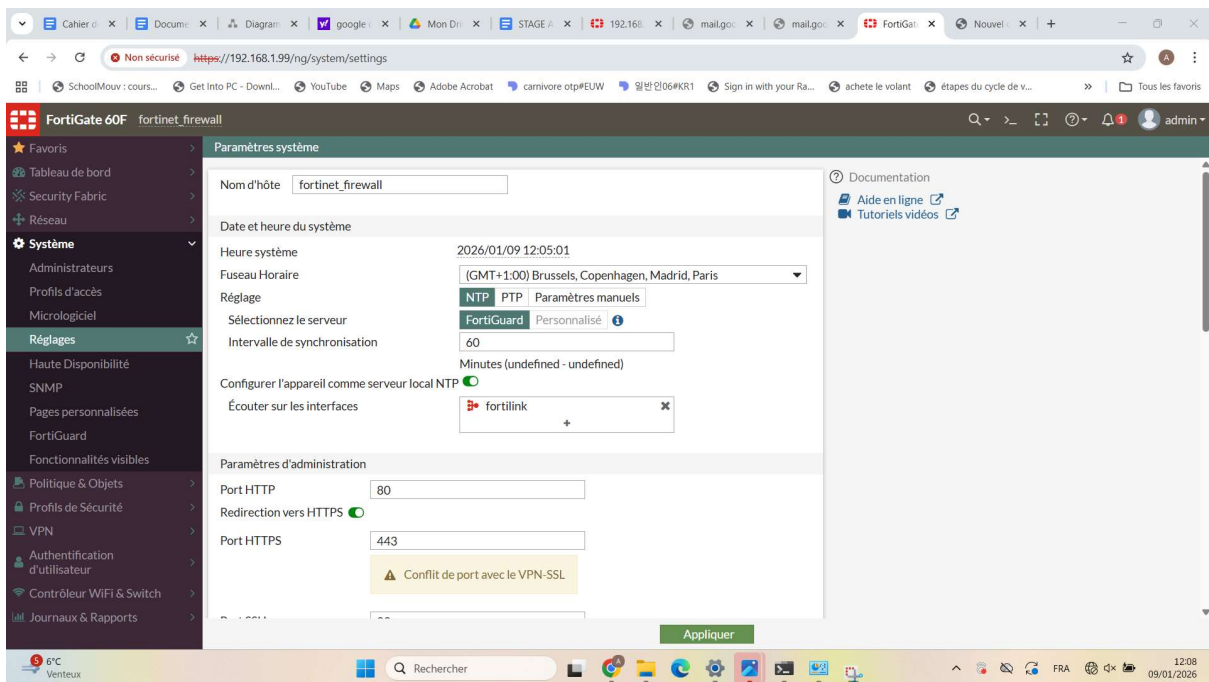 Cahier d
Docume
Diagram
google
Mon Dr
STAGE A
192.168.
mail.goo
mail.goo
FortiGat
Nouvel
Non sécurisé
https://192.168.1.99/ng/system/settings
SchoolMouv : cours...
Get Into PC - Downl...
YouTube
Maps
Adobe Acrobat
carnivore otp#EUW
일반인06#KR1
Sign in with your Ra...
achete le volant
étapes du cycle de v...
Tous les favoris
FortiGate 60F
fortinet_firewall
1
admin
Favoris
Tableau de bord
Security Fabric
Réseau
Système
Administrateurs
Profils d'accès
Micrologiciel
Réglages
Haute Disponibilité
SNMP
Pages personnalisées
FortiGuard
Fonctionnalités visibles
Politique & Objets
Profils de Sécurité
VPN
Authentification
d'utilisateur
Contrôleur WiFi & Switch
Journaux & Rapports
Paramètres système
Nom d'hôte fortinet_firewall
Date et heure du système
Heure système 2026/01/09 12:05:01
Fuseau Horaire (GMT+1:00) Brussels, Copenhagen, Madrid, Paris
Réglage NTP PTP Paramètres manuels
Sélectionnez le serveur FortiGuard Personnalisé
Intervalle de synchronisation 60
Minutes (undefined - undefined)
Configurer l'appareil comme serveur local NTP
Écouter sur les interfaces fortilink
Paramètres d'administration
Port HTTP 80
Redirection vers HTTPS
Port HTTPS 443
Conflit de port avec le VPN-SSL
Appliquer
Documentation
Aide en ligne
Tutoriels vidéos
5
6°C
Venteux
Rechercher
FRA
12:08
09/01/2026